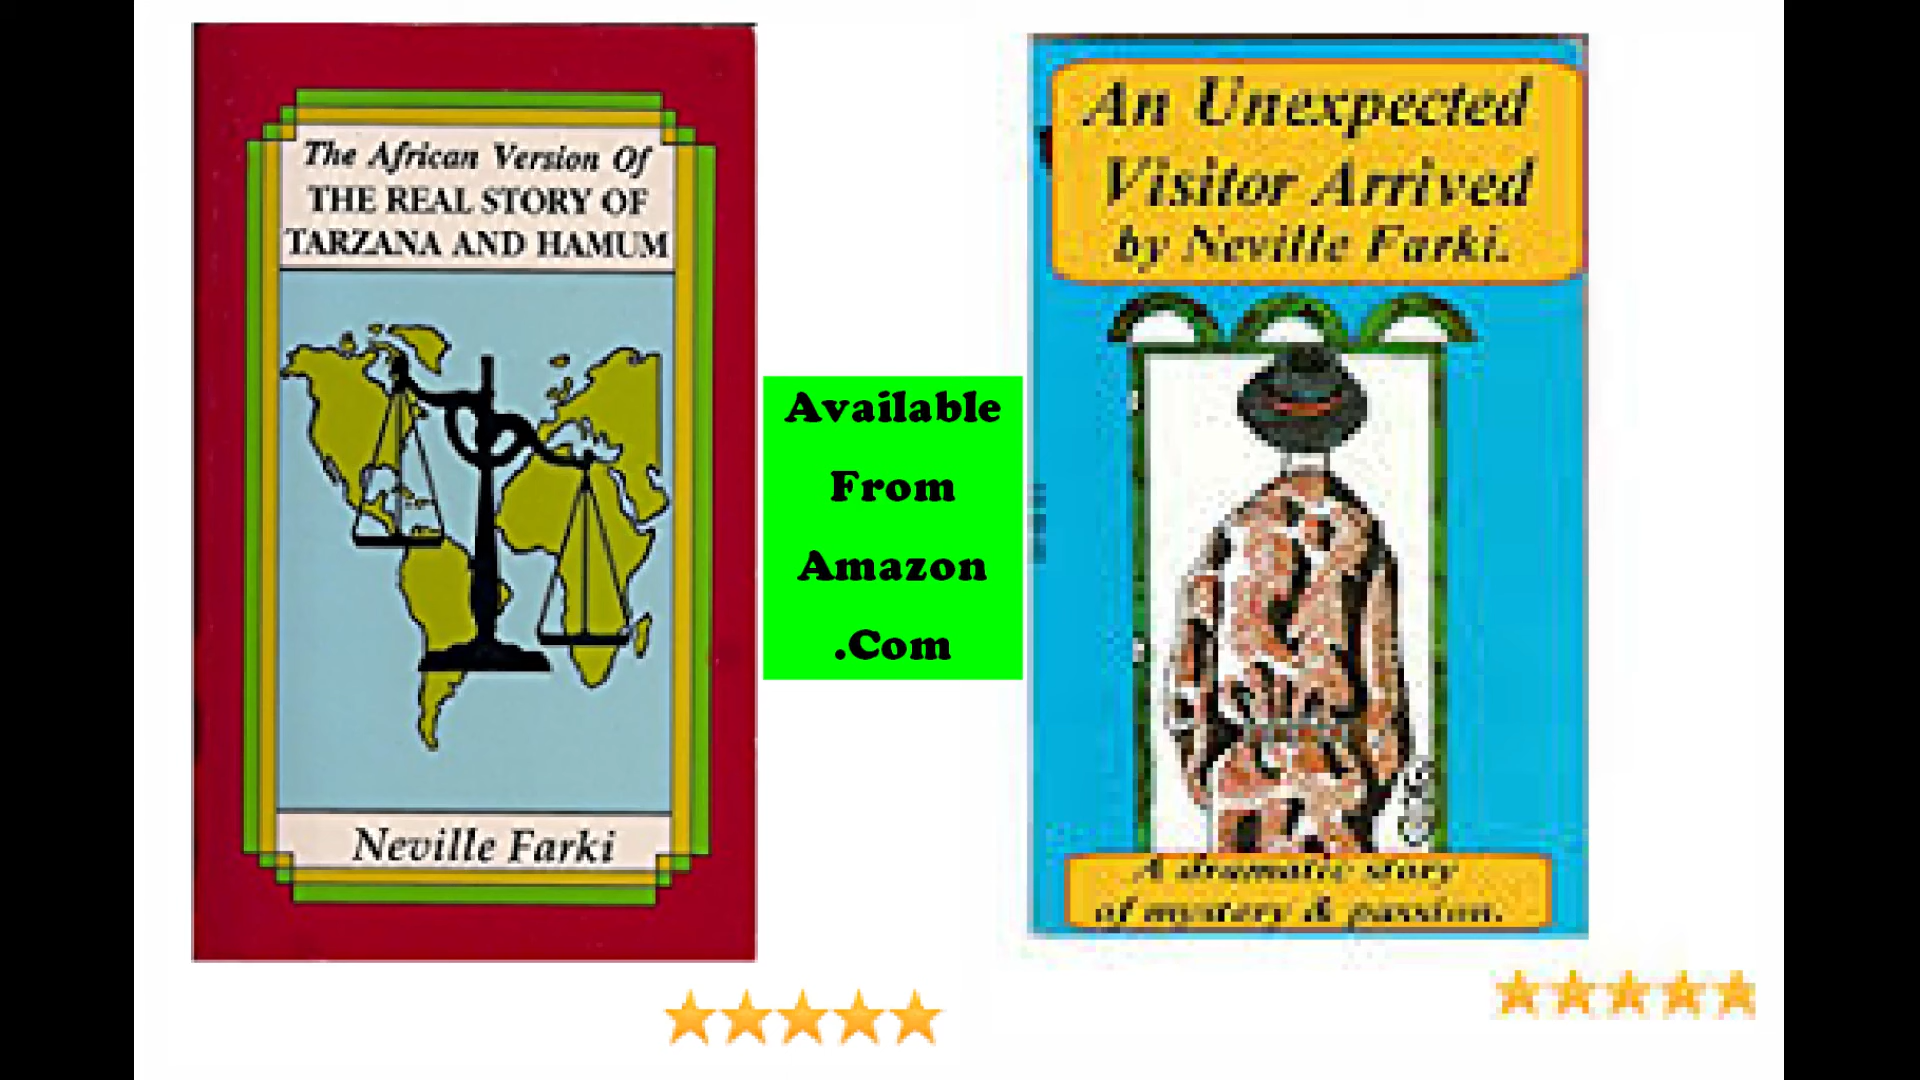 The African Version Of
THE REAL STORY OF
TARZANA AND HAMUM
Neville Farki
Available
From
Amazon
.Com
An Unexpected
Visitor Arrived
by Neville Farki.
A dramatic story
of mystery & passion.